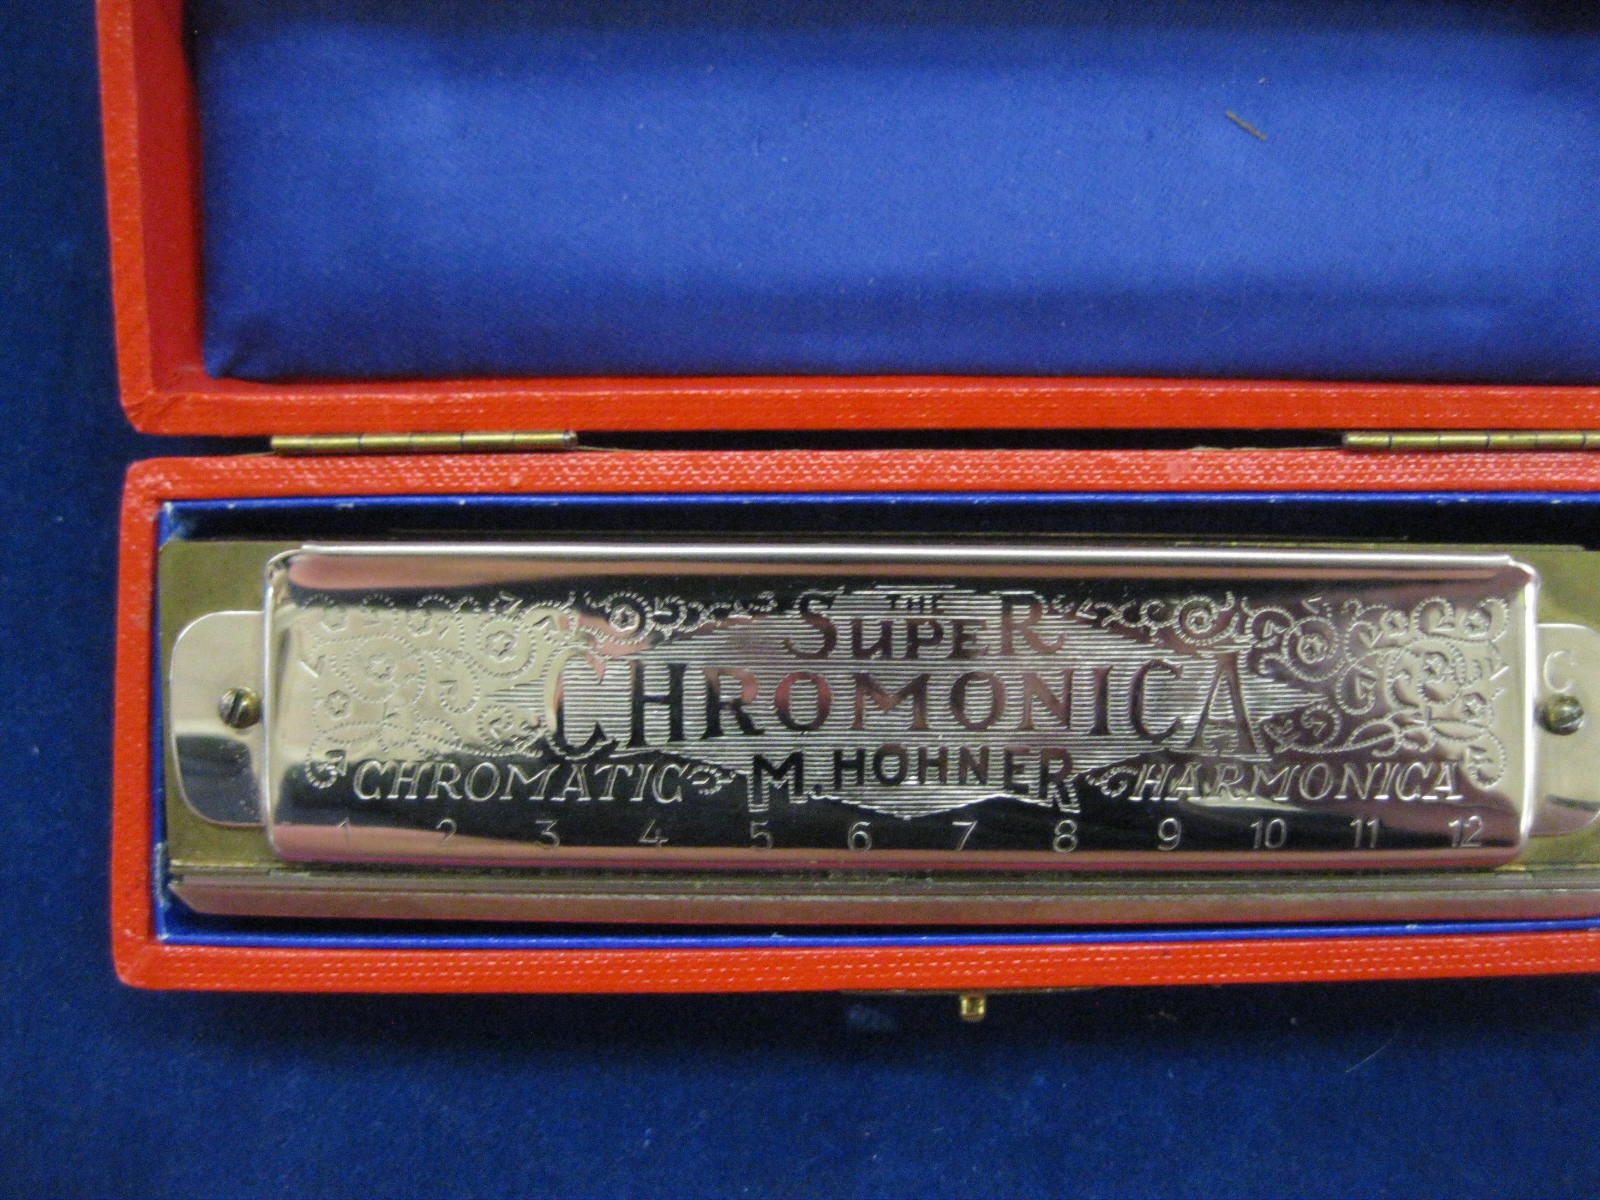 THE
SUPER
CHROMONICA
M. HOHNER
CHROMATIC HARMONICA
1 2 3 4 5 6 7 8 9 10 11 12
C